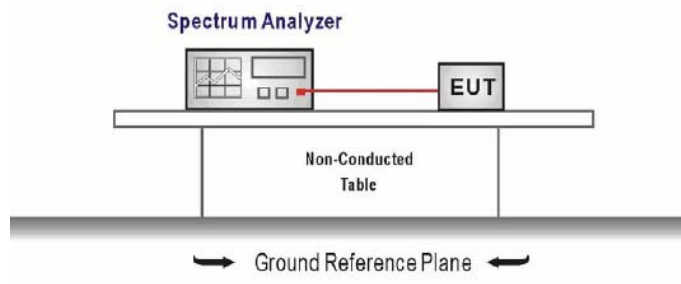 Spectrum Analyzer
EUT
Non-Conducted
Table
Ground Reference Plane